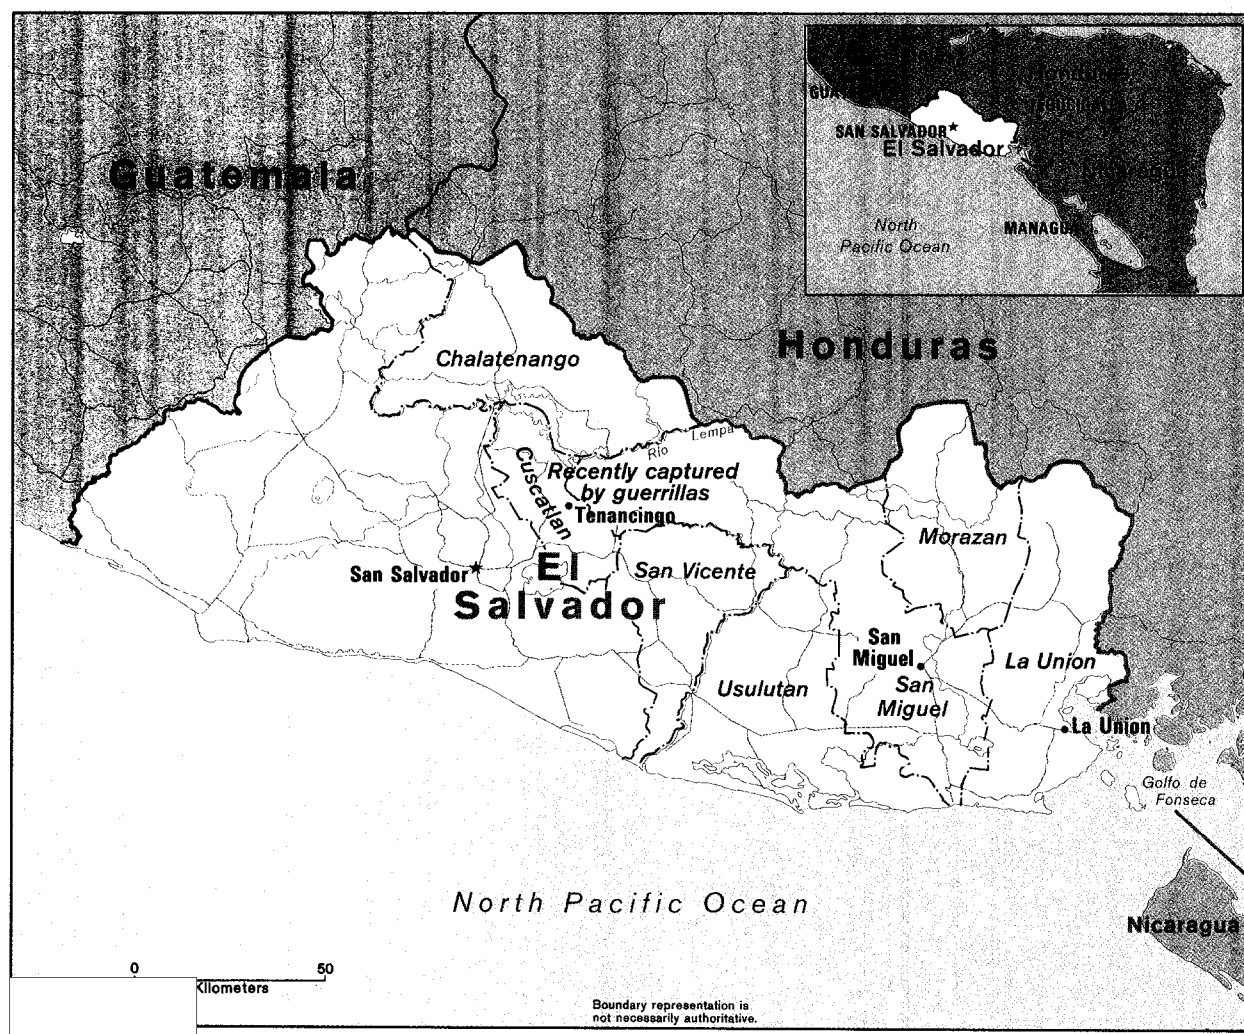 Guatemala
Honduras
El Salvador
Chalatenango
Cuscatlan
Rio Lempa
Recently captured
by guerrillas
Tenancingo
San Salvador
San Vicente
Morazan
San
Miguel
San
Miguel
Usulutan
La Union
La Union
Golfo de
Fonseca
Nicaragua
North Pacific Ocean
0 50
Kilometers
Boundary representation is
not necessarily authoritative.
SAN SALVADOR
El Salvador
Honduras
MANAGUA
North
Pacific Ocean